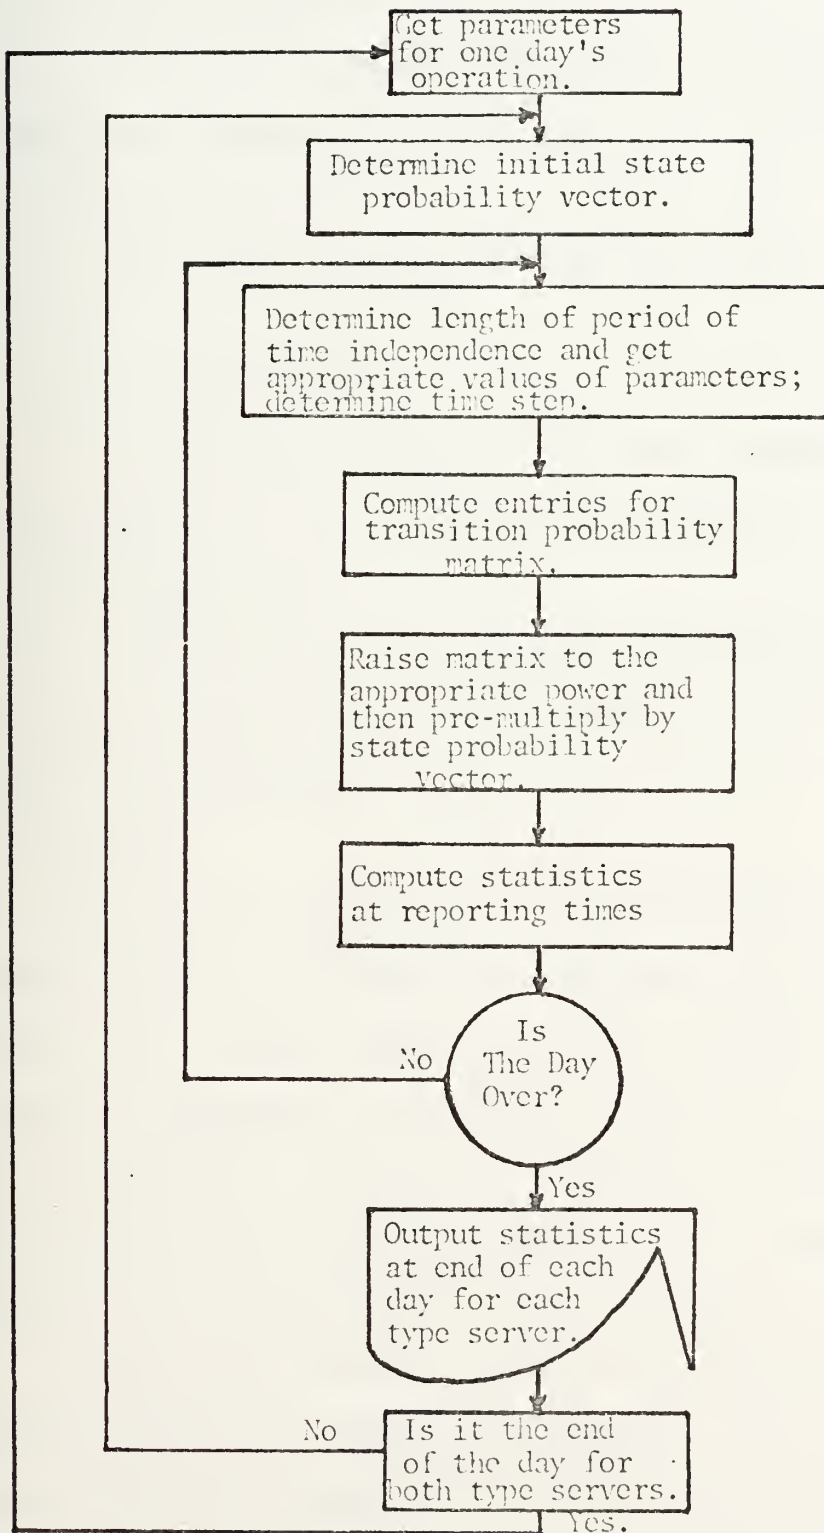 Get parameters
for one day's
operation.
Determine initial state
probability vector.
Determine length of period of
time independence and get
appropriate values of parameters;
determine time step.
Compute entries for
transition probability
matrix.
Raise matrix to the
appropriate power and
then pre-multiply by
state probability
vector.
Compute statistics
at reporting times
Is
The Day
Over?
No
Yes
Output statistics
at end of each
day for each
type server.
No
Is it the end
of the day for
both type servers.
Yes.